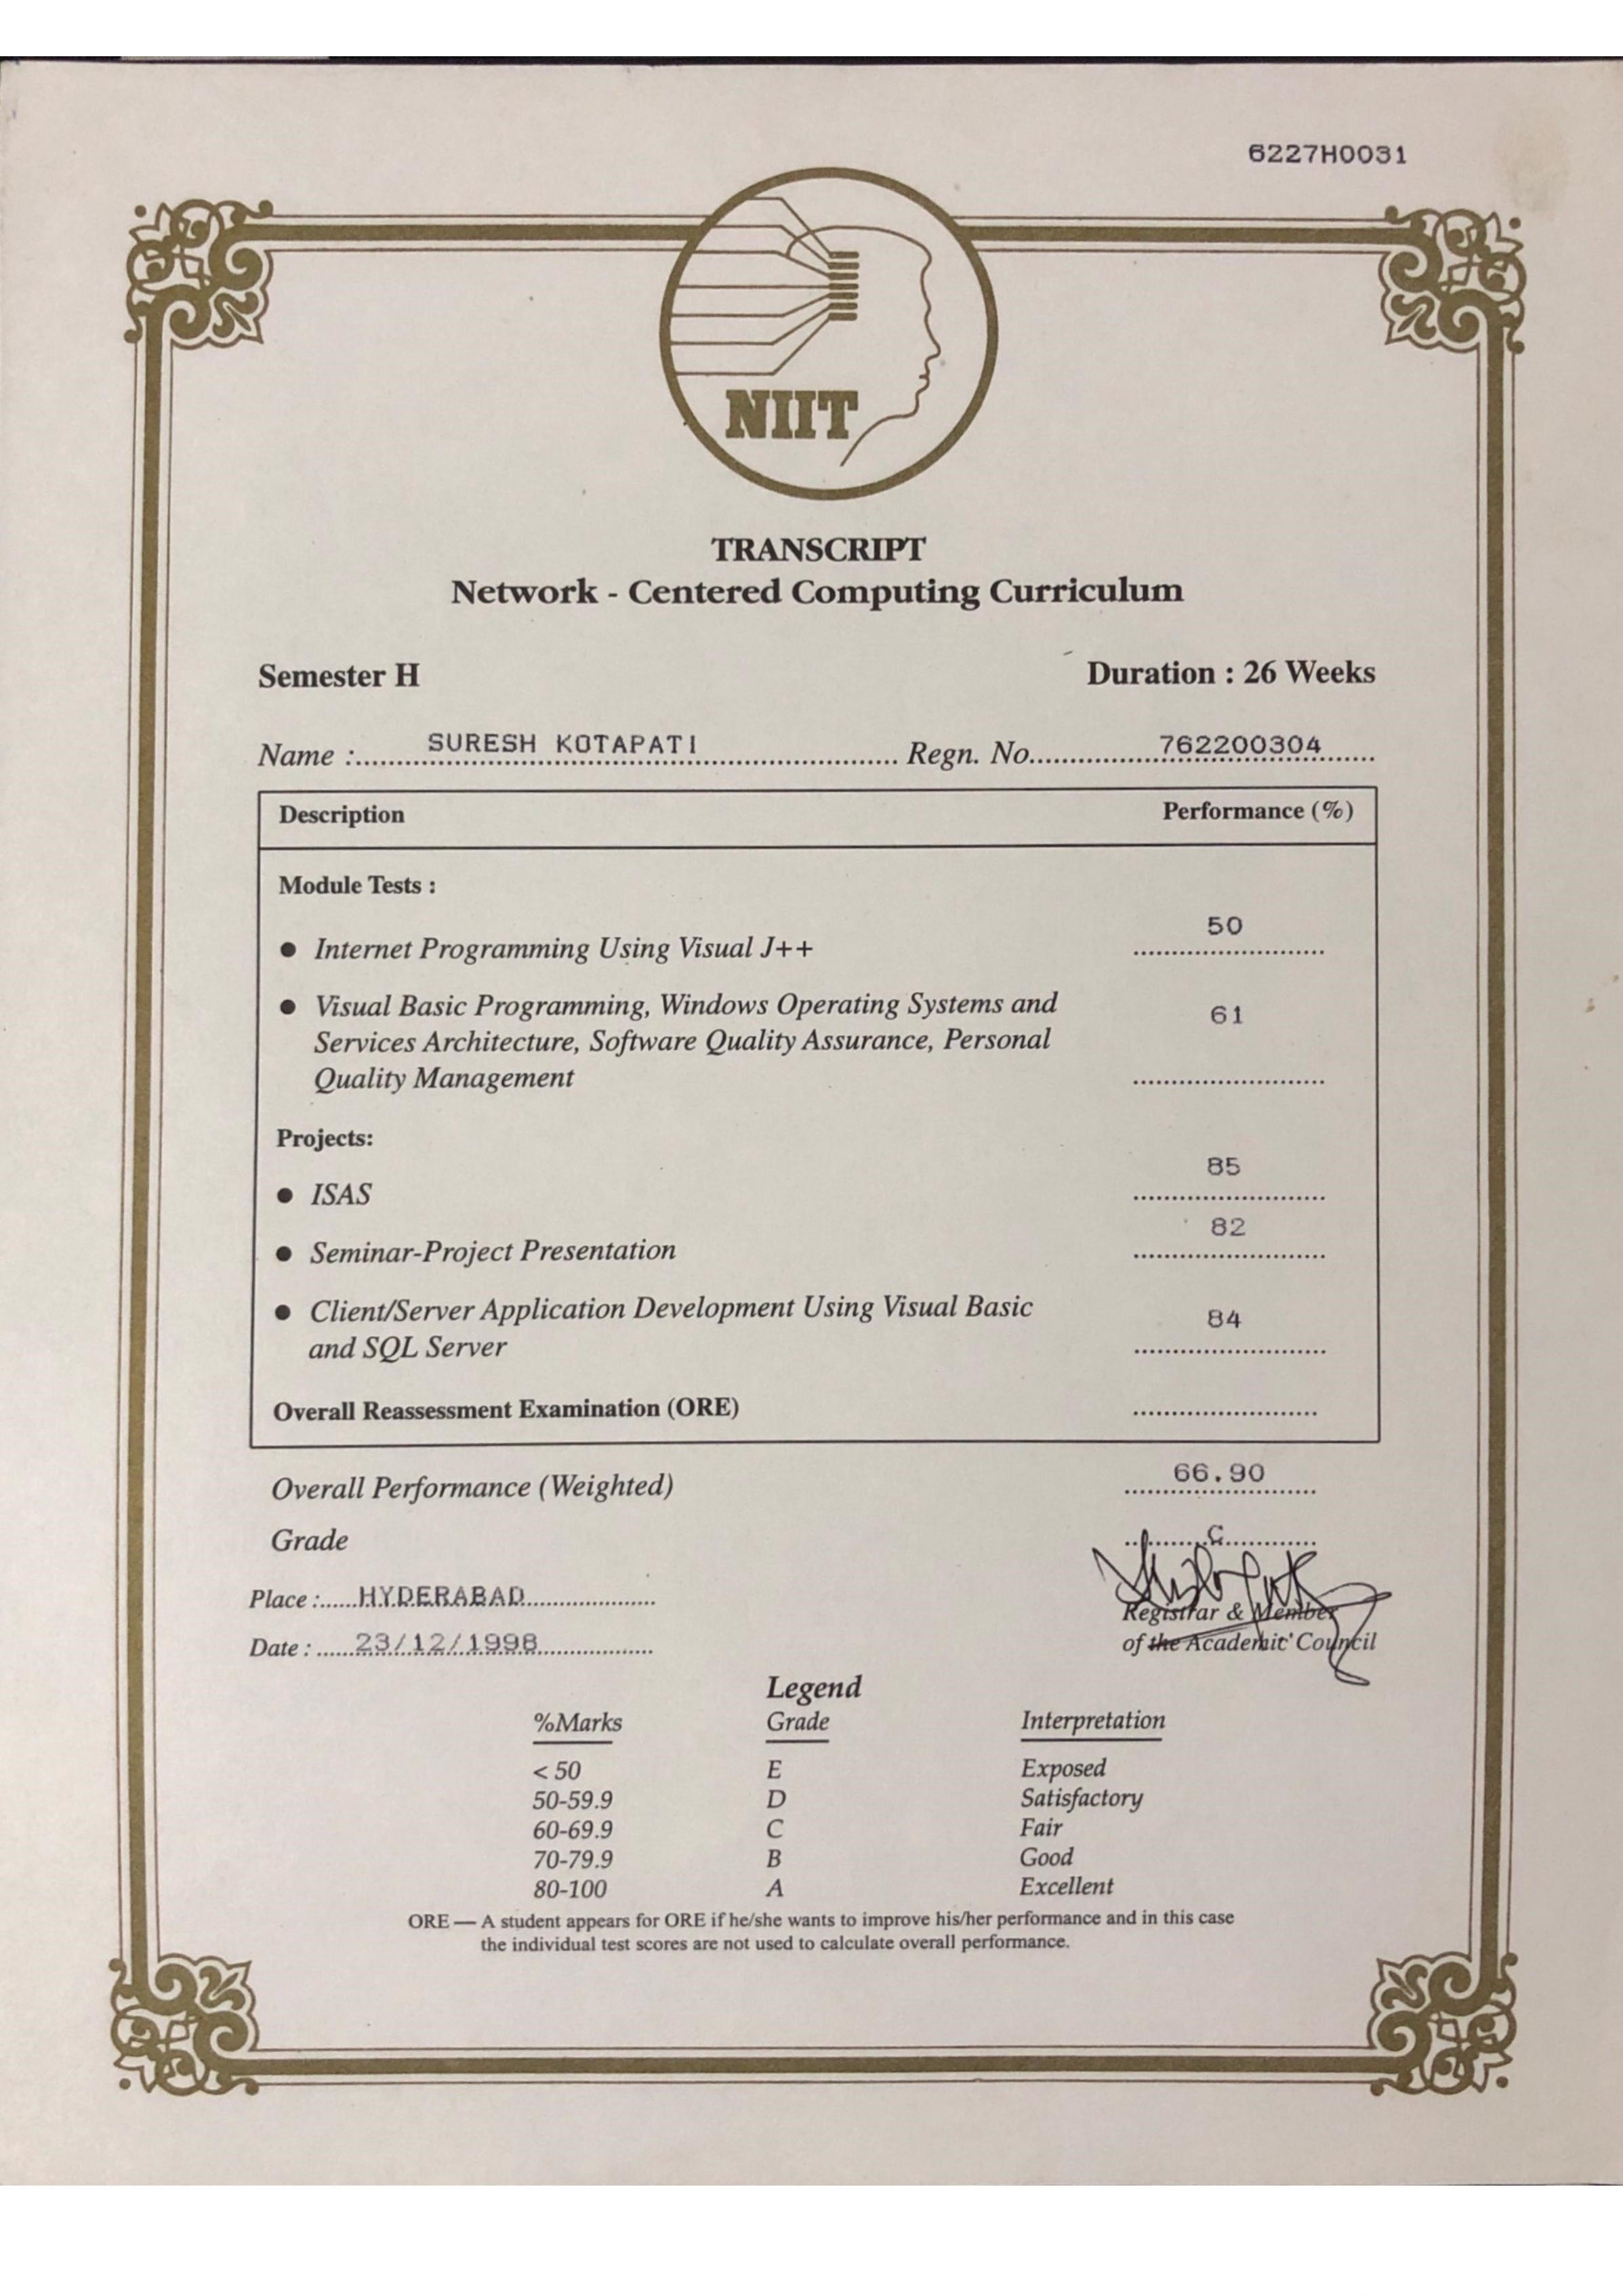 6227H0031
NIIT
TRANSCRIPT
Network - Centered Computing Curriculum
Semester H Duration : 26 Weeks
Name : SURESH KOTAPATI Regn. No. 762200304
Description Performance (%)
Module Tests :
● Internet Programming Using Visual J++ 50
● Visual Basic Programming, Windows Operating Systems and
Services Architecture, Software Quality Assurance, Personal 61
Quality Management
Projects:
● ISAS 85
● Seminar-Project Presentation 82
● Client/Server Application Development Using Visual Basic
and SQL Server 84
Overall Reassessment Examination (ORE)
Overall Performance (Weighted) 66.90
Grade C
Place : HYDERABAD
Registrar & Member
Date : 23/12/1998
of the Academic Council
Legend
%Marks Grade Interpretation
< 50 E Exposed
50-59.9 D Satisfactory
60-69.9 C Fair
70-79.9 B Good
80-100 A Excellent
ORE — A student appears for ORE if he/she wants to improve his/her performance and in this case
the individual test scores are not used to calculate overall performance.